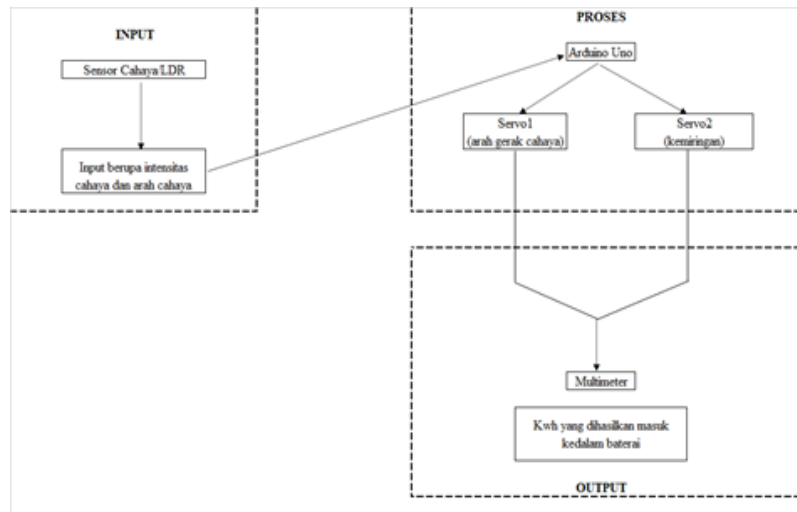 INPUT
Sensor Cahaya/LDR
Input berupa intensitas
cahaya dan arah cahaya
PROSES
Arduino Uno
Servo1
(arah gerak cahaya)
Servo2
(kemiringan)
Multimeter
Kwh yang dihasilkan masuk
kedalam baterai
OUTPUT